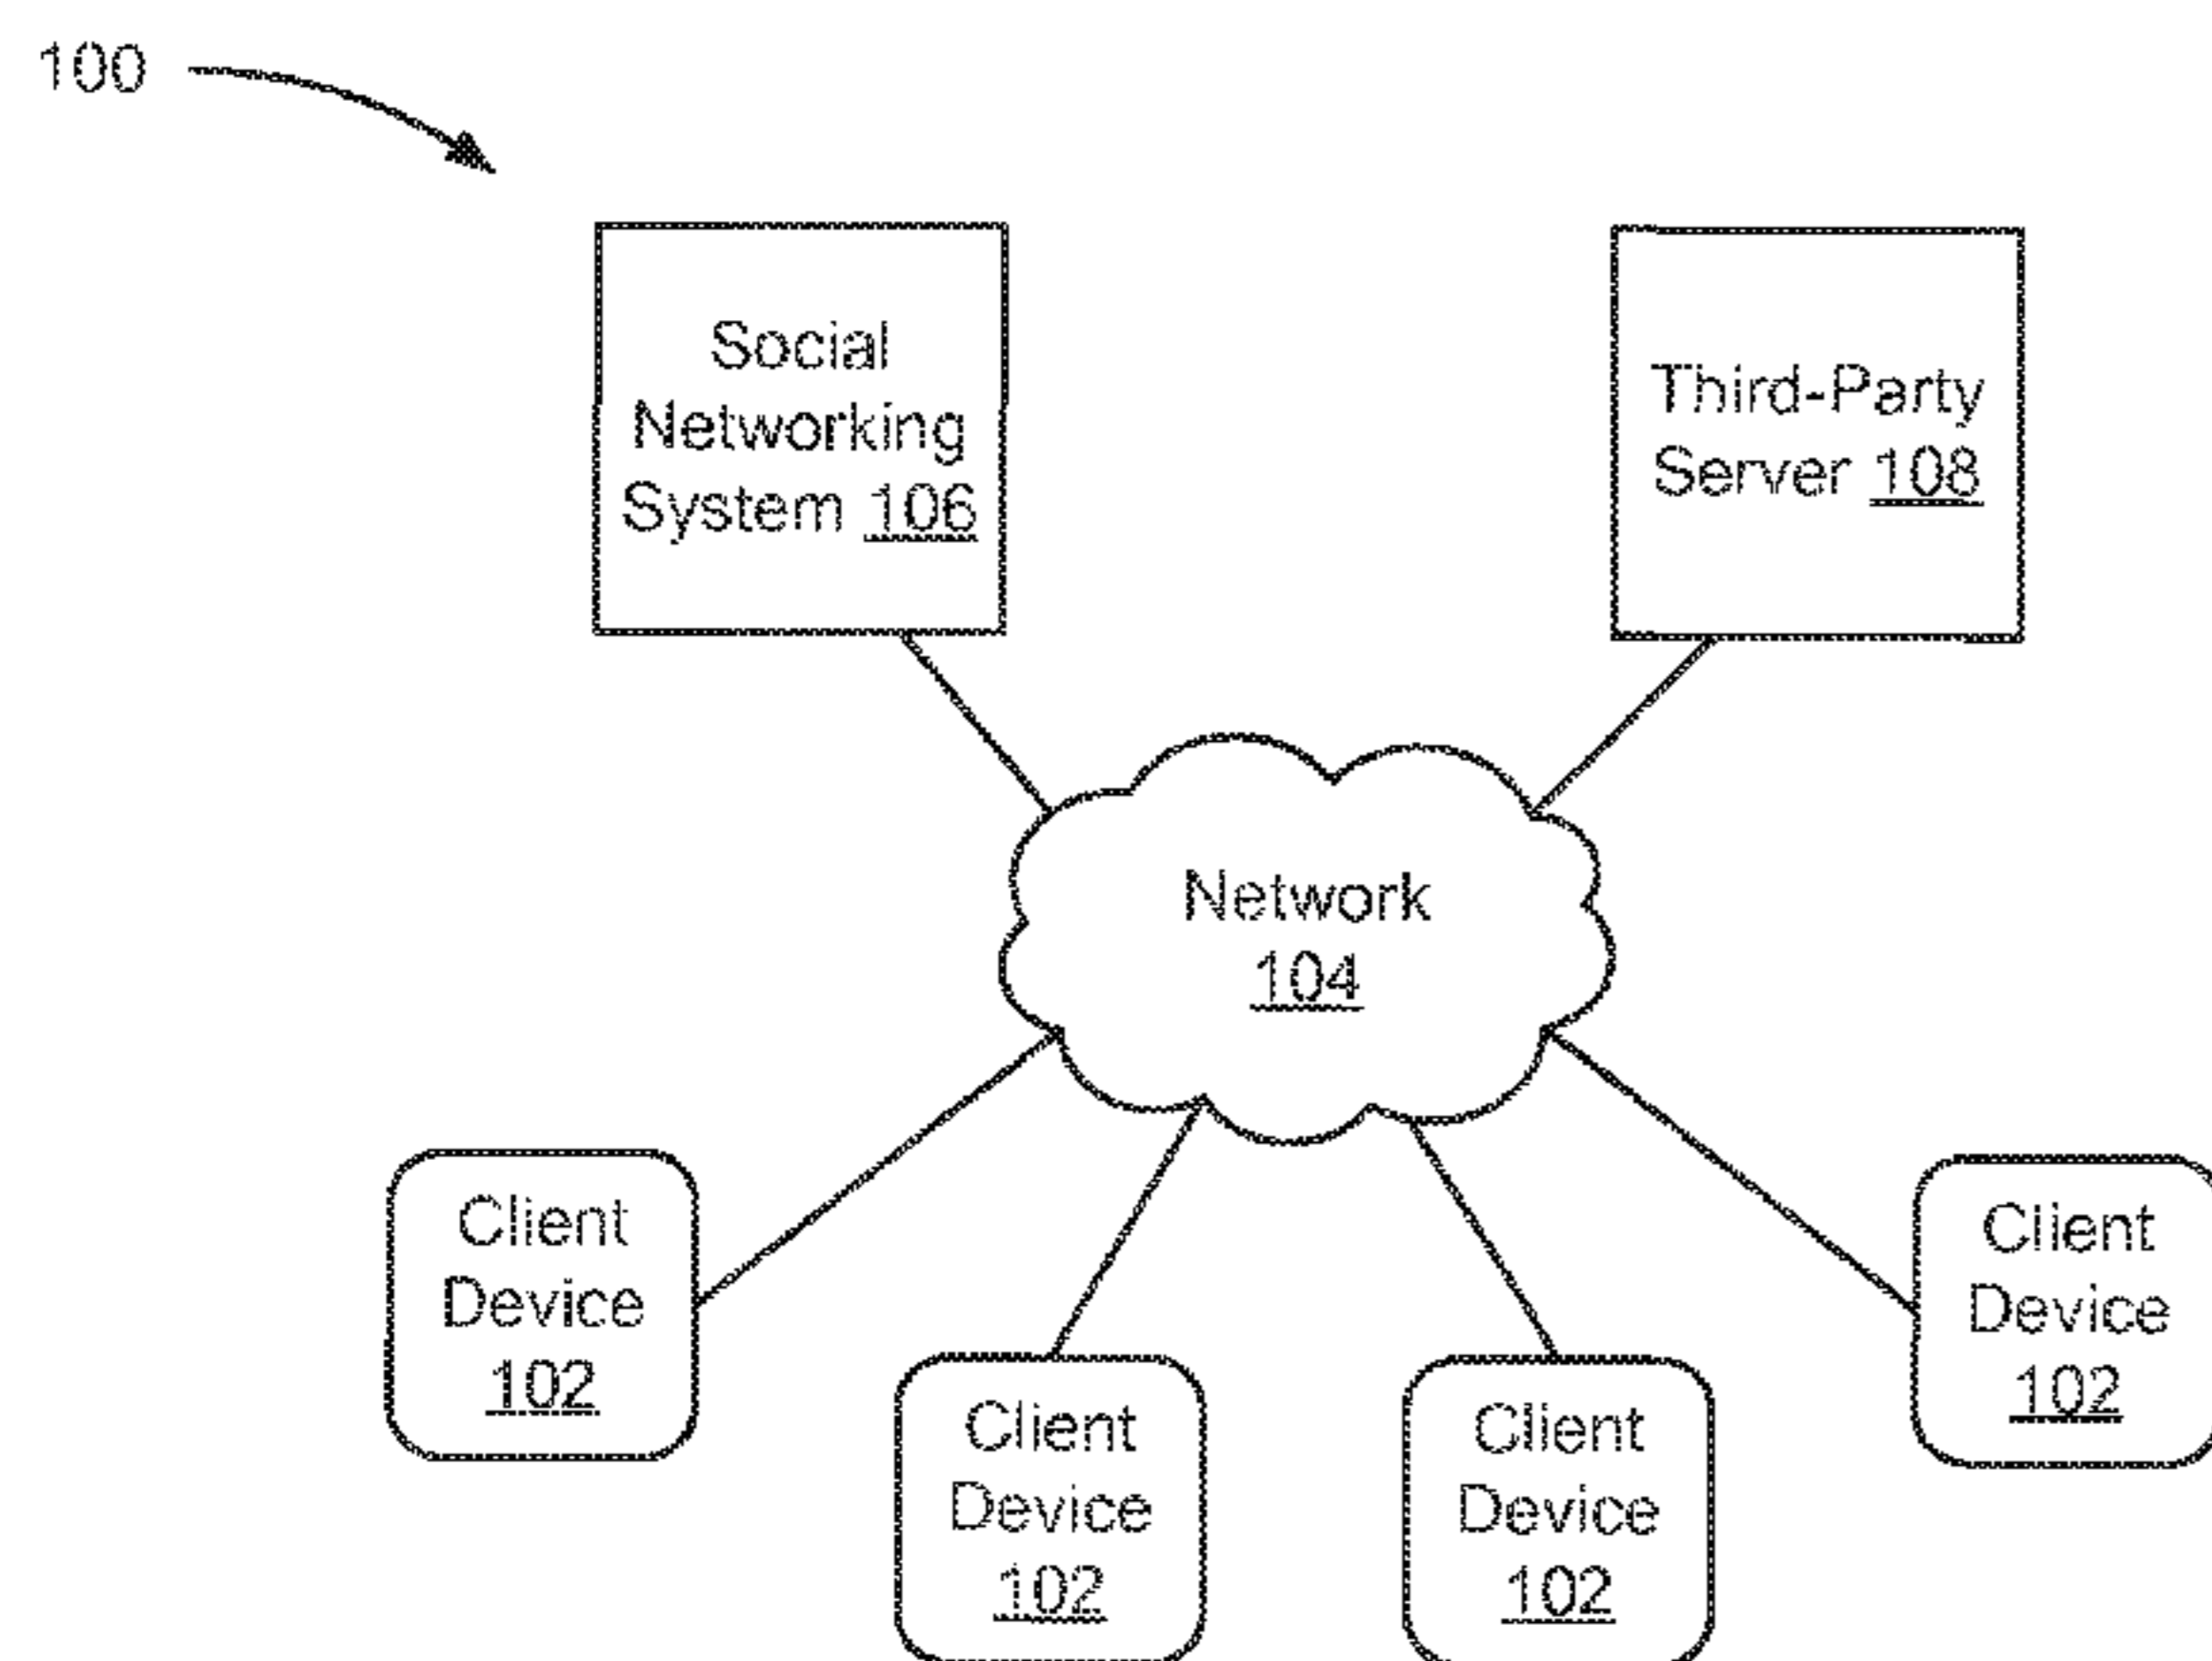 100
Social
Networking
System 106
Third-Party
Server 108
Network
104
Client
Device
102
Client
Device
102
Client
Device
102
Client
Device
102